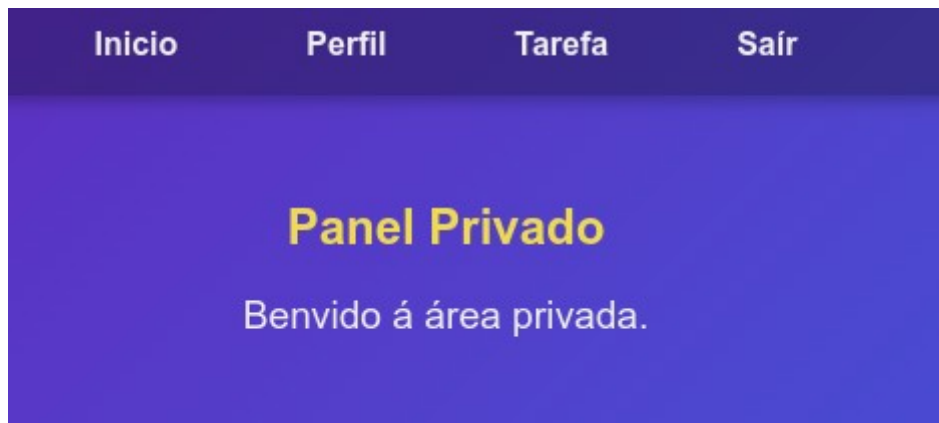 Inicio Perfil Tarefa Saír
Panel Privado
Benvido á área privada.